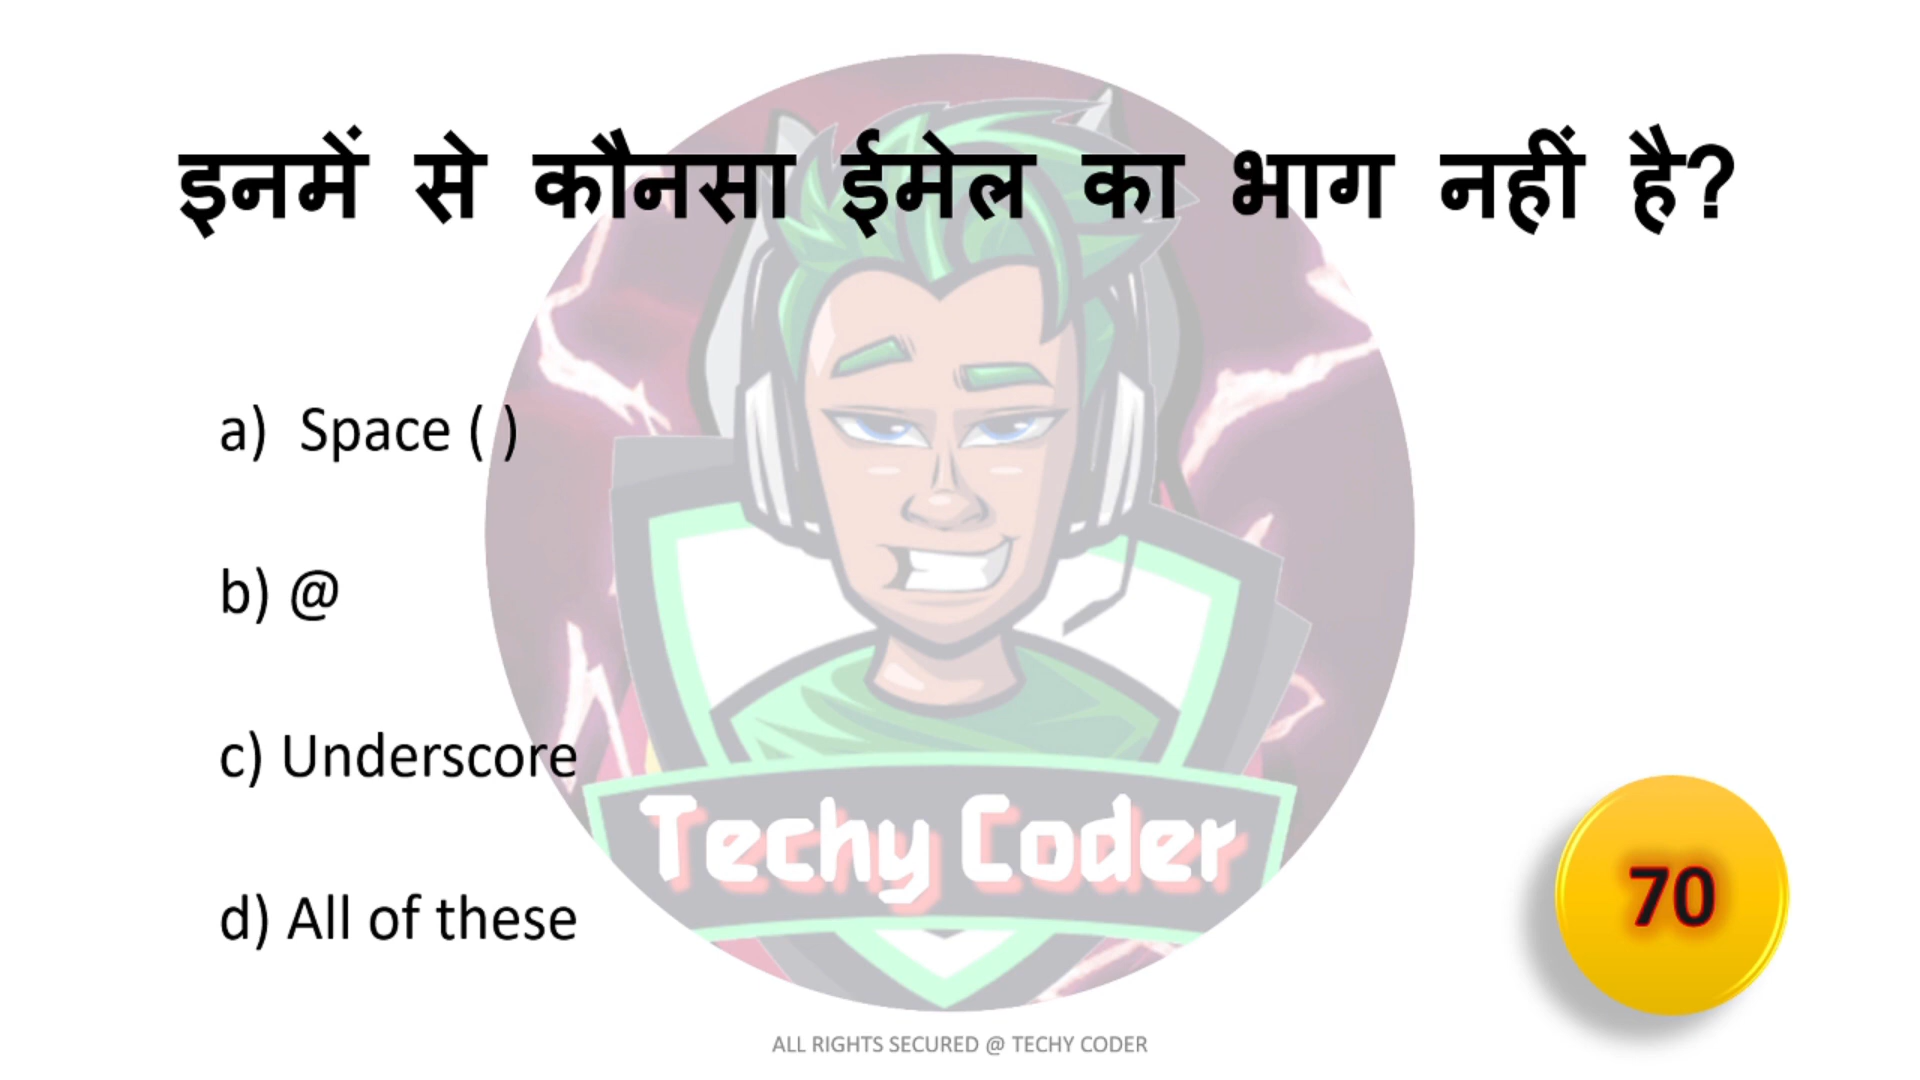 इनमें से कौनसा ईमेल का भाग नहीं है?
a) Space ( )
b) @
c) Underscore
d) All of these
Techy Coder
70
ALL RIGHTS SECURED @ TECHY CODER